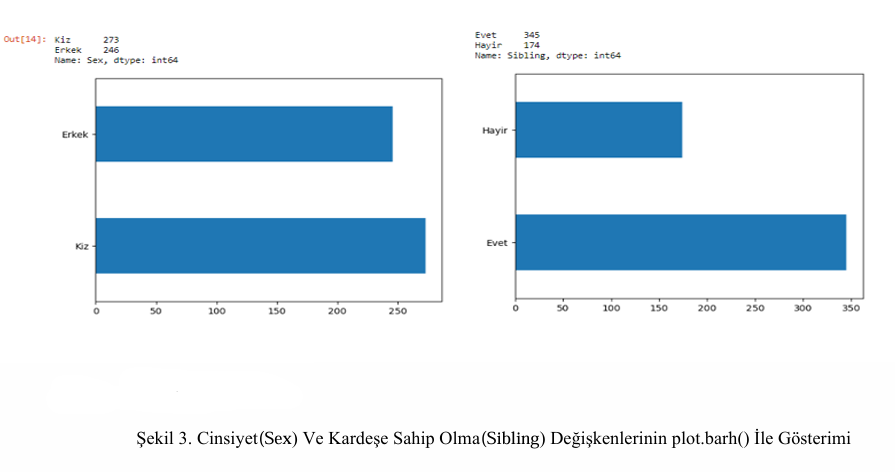 Out[14]: Kiz 273
Erkek 246
Name: Sex, dtype: int64
Erkek
Kiz
0 50 100 150 200 250
Evet 345
Hayir 174
Name: Sibling, dtype: int64
Hayir
Evet
0 50 100 150 200 250 300 350
Şekil 3. Cinsiyet(Sex) Ve Kardeşe Sahip Olma(Sibling) Değişkenlerinin plot.barh() İle Gösterimi